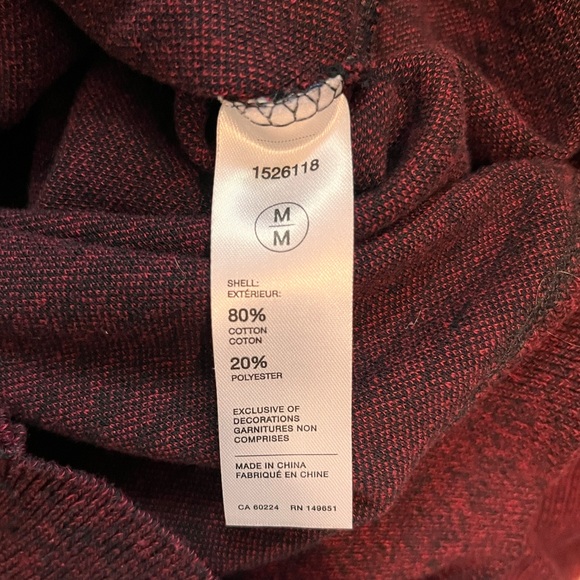 1526118
M
M
SHELL:
EXTÉRIEUR:
80%
COTTON
COTON
20%
POLYESTER
EXCLUSIVE OF
DECORATIONS
GARNITURES NON
COMPRISES
MADE IN CHINA
FABRIQUÉ EN CHINE
CA 60224 RN 149651